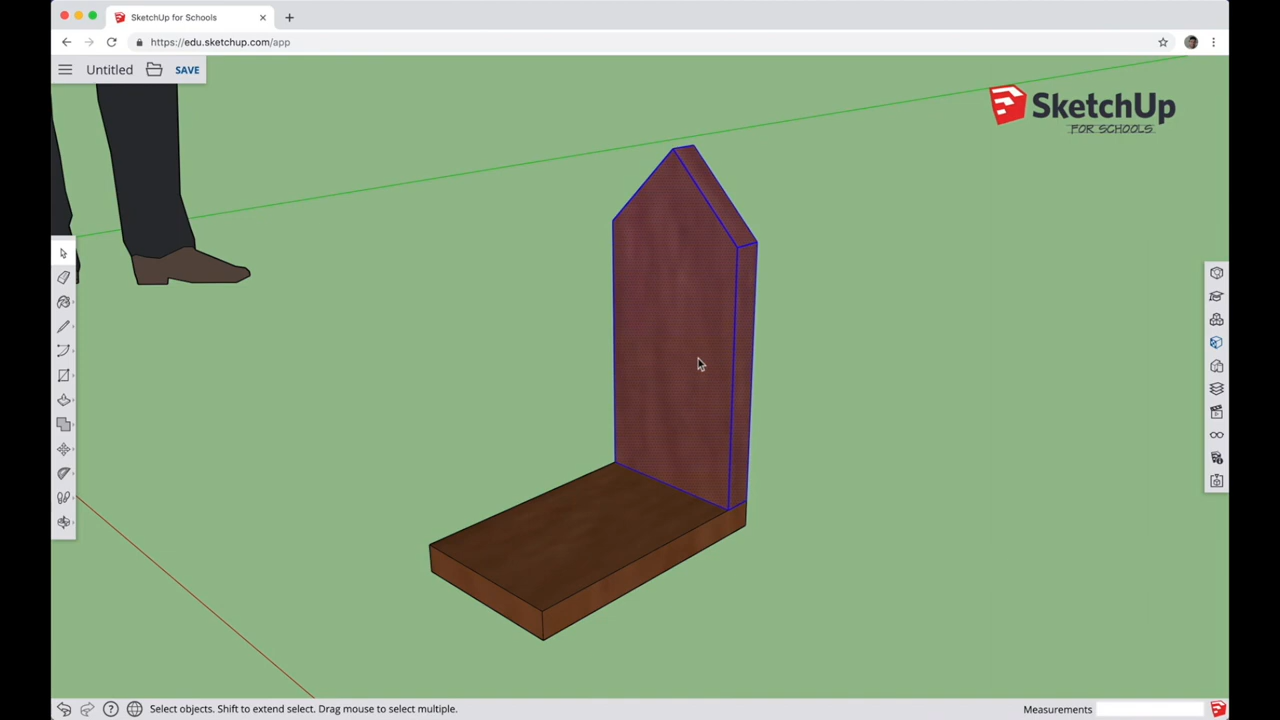 SketchUp for Schools
https://edu.sketchup.com/app
Untitled
SAVE
SketchUp
FOR SCHOOLS
Select objects. Shift to extend select. Drag mouse to select multiple.
Measurements